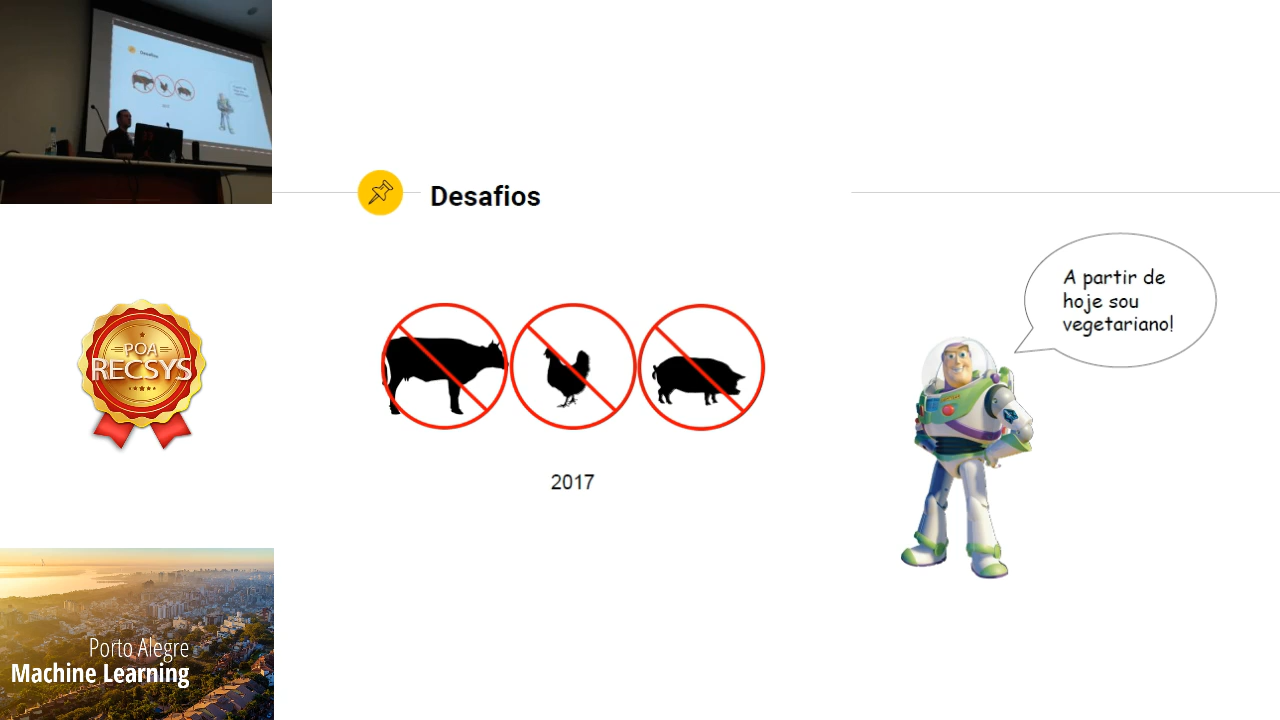 Desafios
A partir de
hoje sou
vegetariano!
2017
POA
RECSYS
Porto Alegre
Machine Learning